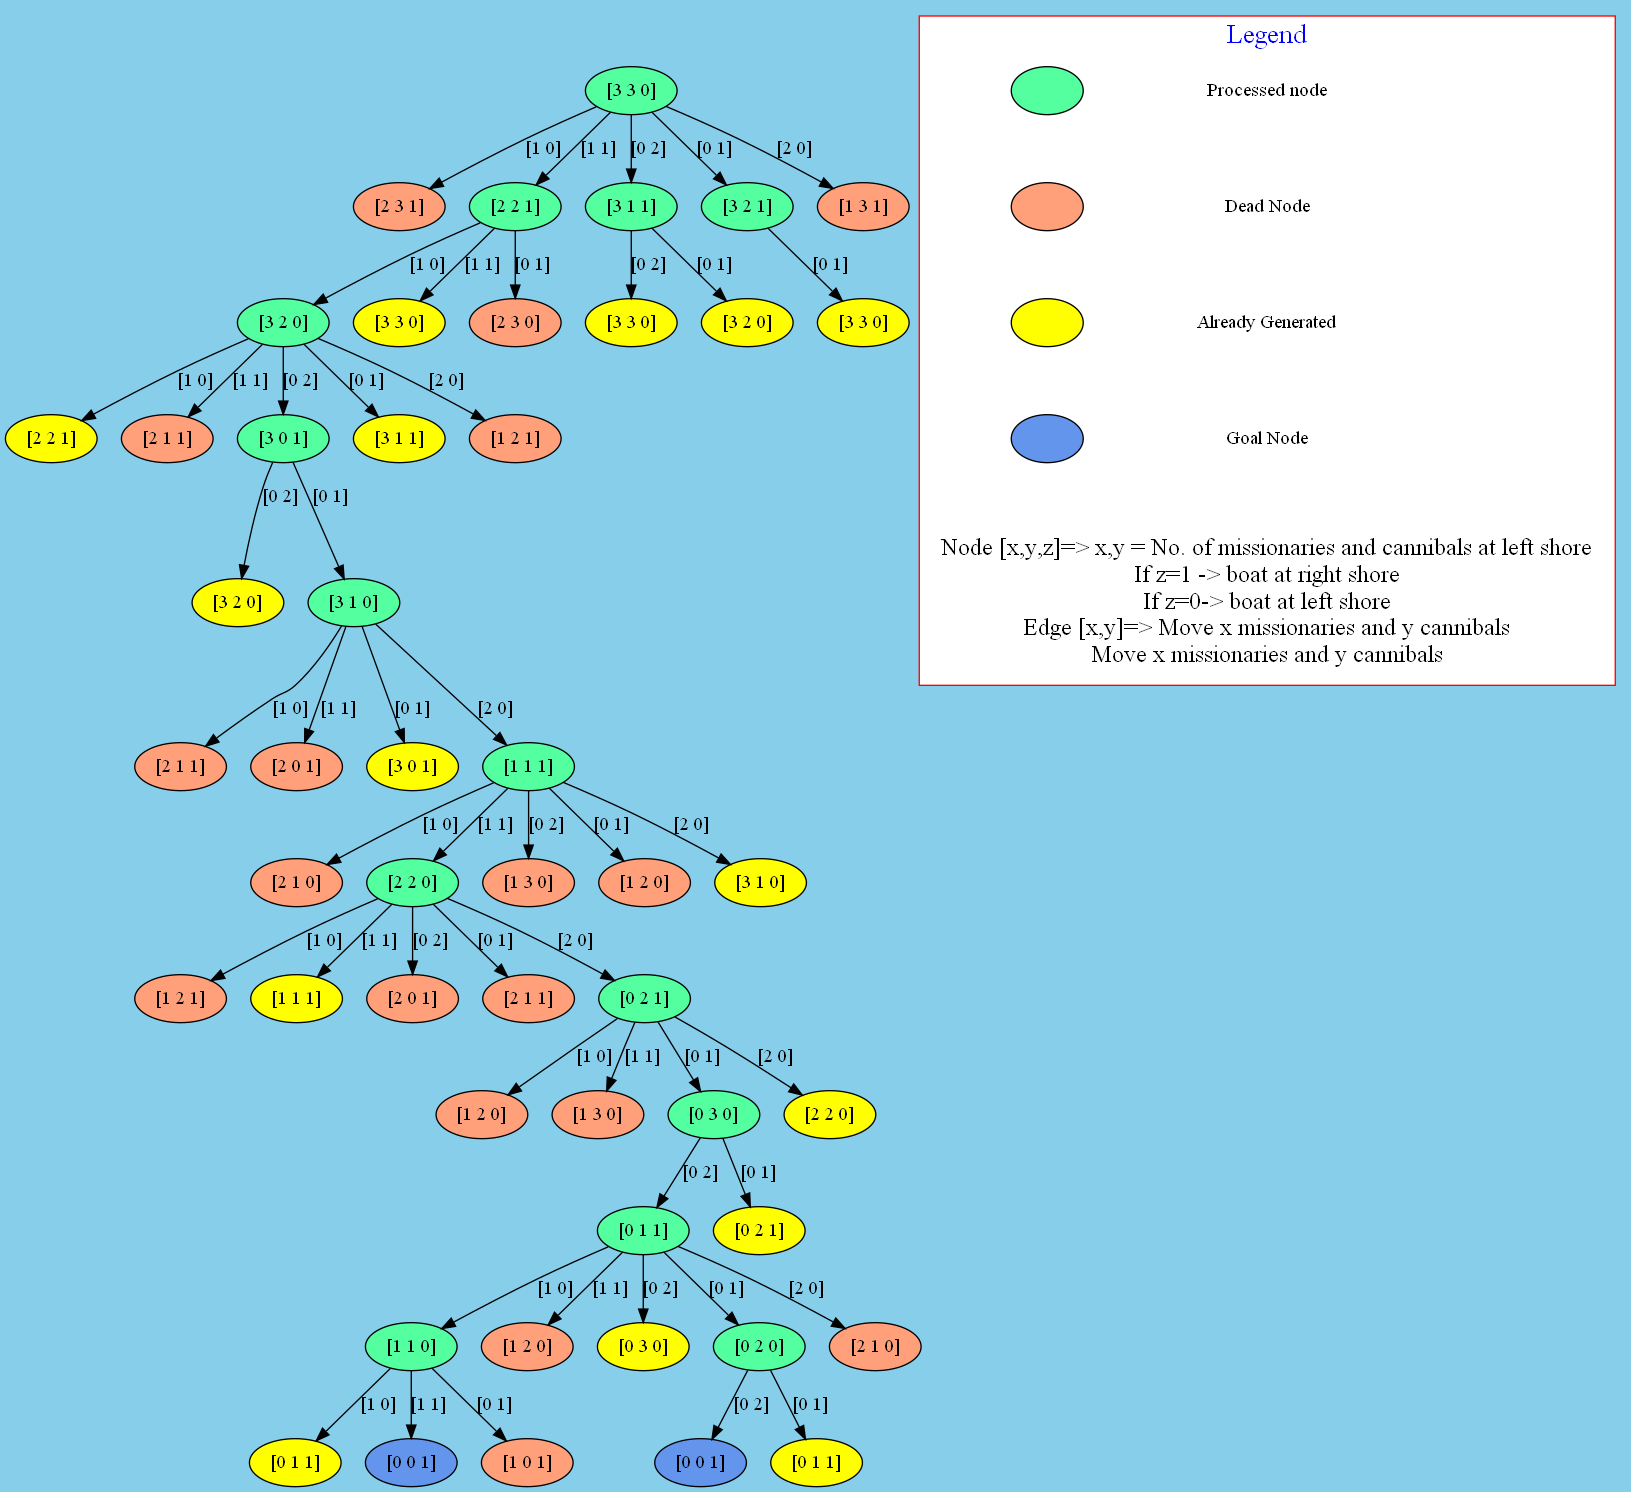 Legend
[3 3 0]
Processed node
[1 0] [1 1] [0 2] [0 1] [2 0]
[2 3 1] [2 2 1] [3 1 1] [3 2 1] [1 3 1]
Dead Node
[1 0] [1 1] [0 1] [0 2] [0 1] [0 1]
[3 2 0] [3 3 0] [2 3 0] [3 3 0] [3 2 0] [3 3 0]
Already Generated
[1 0] [1 1] [0 2] [0 1] [2 0]
[2 2 1] [2 1 1] [3 0 1] [3 1 1] [1 2 1]
Goal Node
[0 2] [0 1]
Node [x,y,z]=> x,y = No. of missionaries and cannibals at left shore
If z=1 -> boat at right shore
If z=0-> boat at left shore
Edge [x,y]=> Move x missionaries and y cannibals
Move x missionaries and y cannibals
[3 2 0] [3 1 0]
[1 0] [1 1] [0 1] [2 0]
[2 1 1] [2 0 1] [3 0 1] [1 1 1]
[1 0] [1 1] [0 2] [0 1] [2 0]
[2 1 0] [2 2 0] [1 3 0] [1 2 0] [3 1 0]
[1 0] [1 1] [0 2] [0 1] [2 0]
[1 2 1] [1 1 1] [2 0 1] [2 1 1] [0 2 1]
[1 0] [1 1] [0 1] [2 0]
[1 2 0] [1 3 0] [0 3 0] [2 2 0]
[0 2] [0 1]
[0 1 1] [0 2 1]
[1 0] [1 1] [0 2] [0 1] [2 0]
[1 1 0] [1 2 0] [0 3 0] [0 2 0] [2 1 0]
[1 0] [1 1] [0 1] [0 2] [0 1]
[0 1 1] [0 0 1] [1 0 1] [0 0 1] [0 1 1]